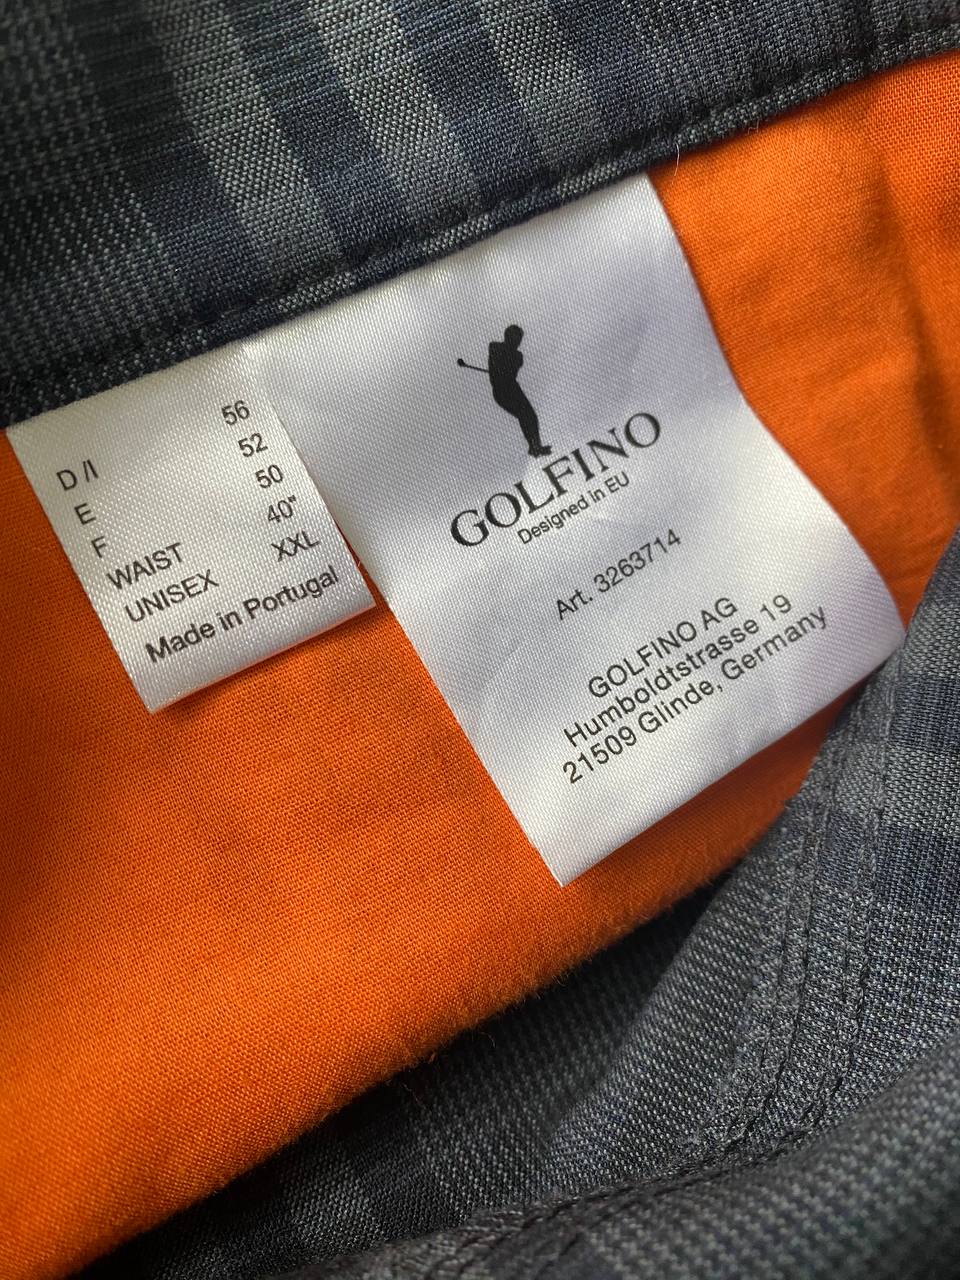 D/I 56
E 52
F 50
WAIST 40"
UNISEX XXL
Made in Portugal
GOLFINO
Designed in EU
Art. 3263714
GOLFINO AG
Humboldtstrasse 19
21509 Glinde, Germany